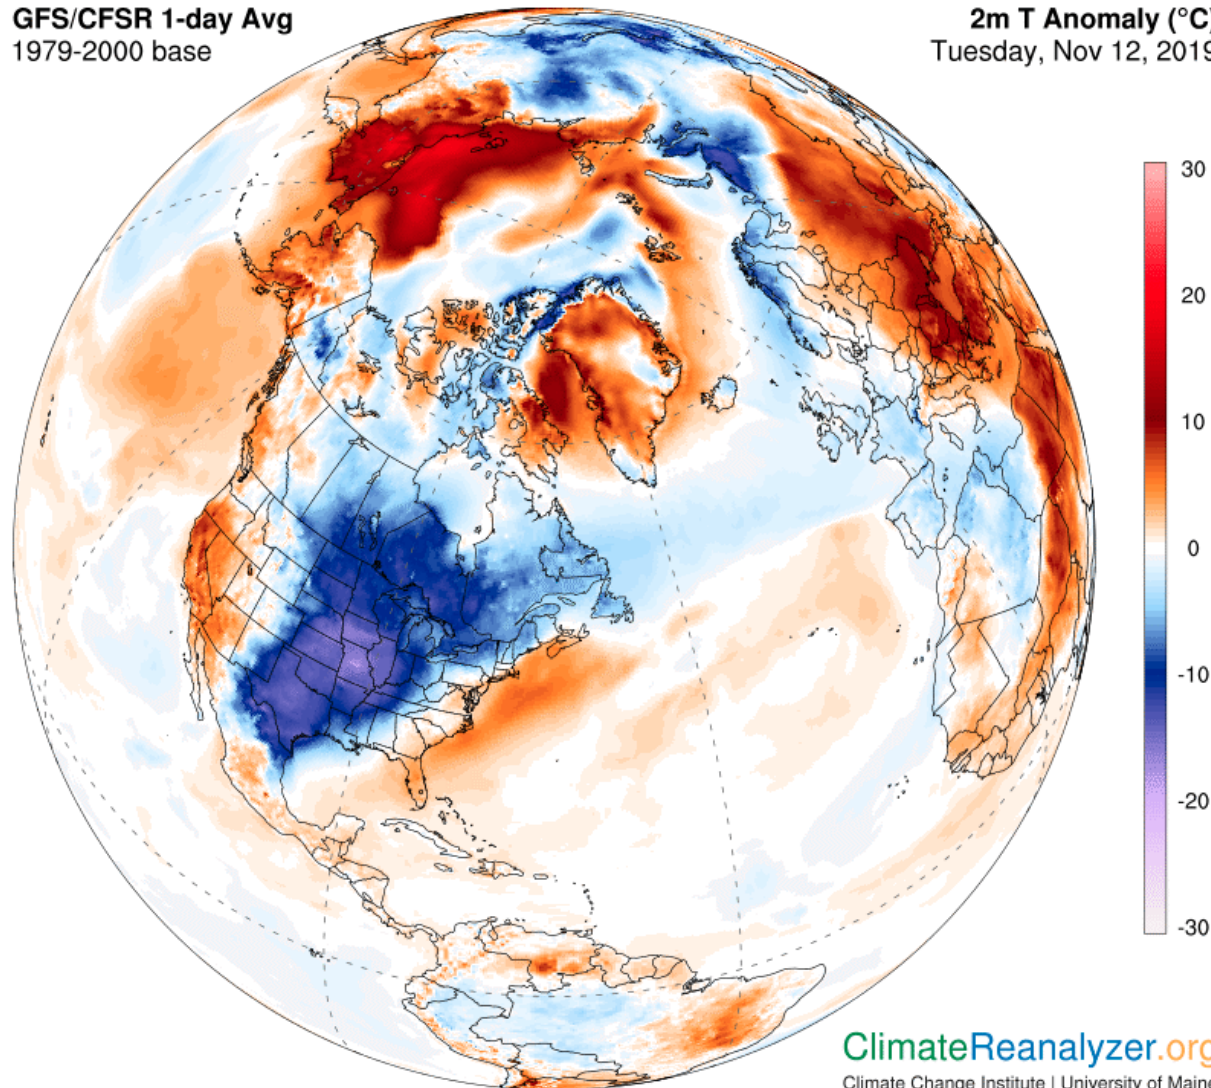 GFS/CFSR 1-day Avg
1979-2000 base
2m T Anomaly (°C)
Tuesday, Nov 12, 2019
30
20
10
0
-10
-20
-30
ClimateReanalyzer.org
Climate Change Institute | University of Maine